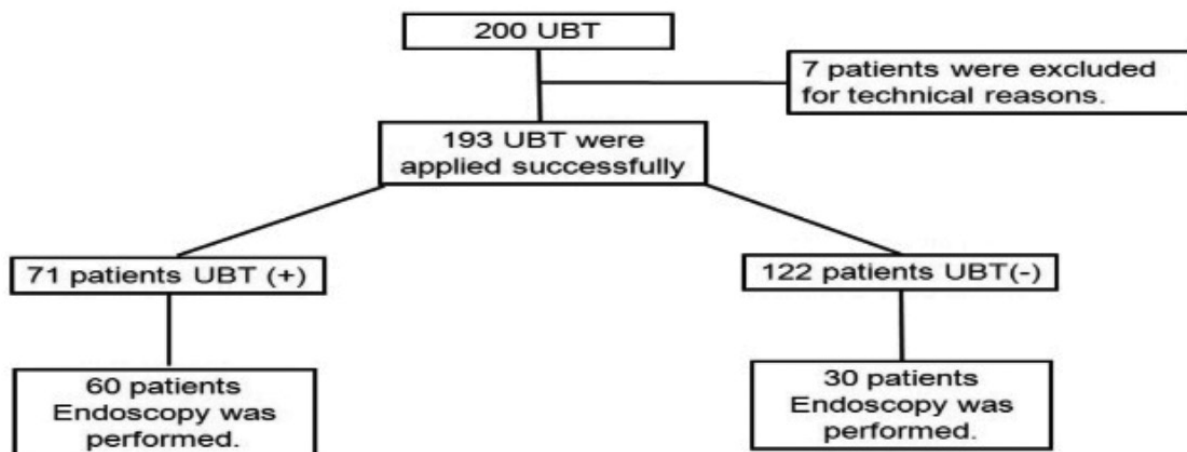 200 UBT
7 patients were excluded
for technical reasons.
193 UBT were
applied successfully
71 patients UBT (+)
122 patients UBT(-)
60 patients
Endoscopy was
performed.
30 patients
Endoscopy was
performed.